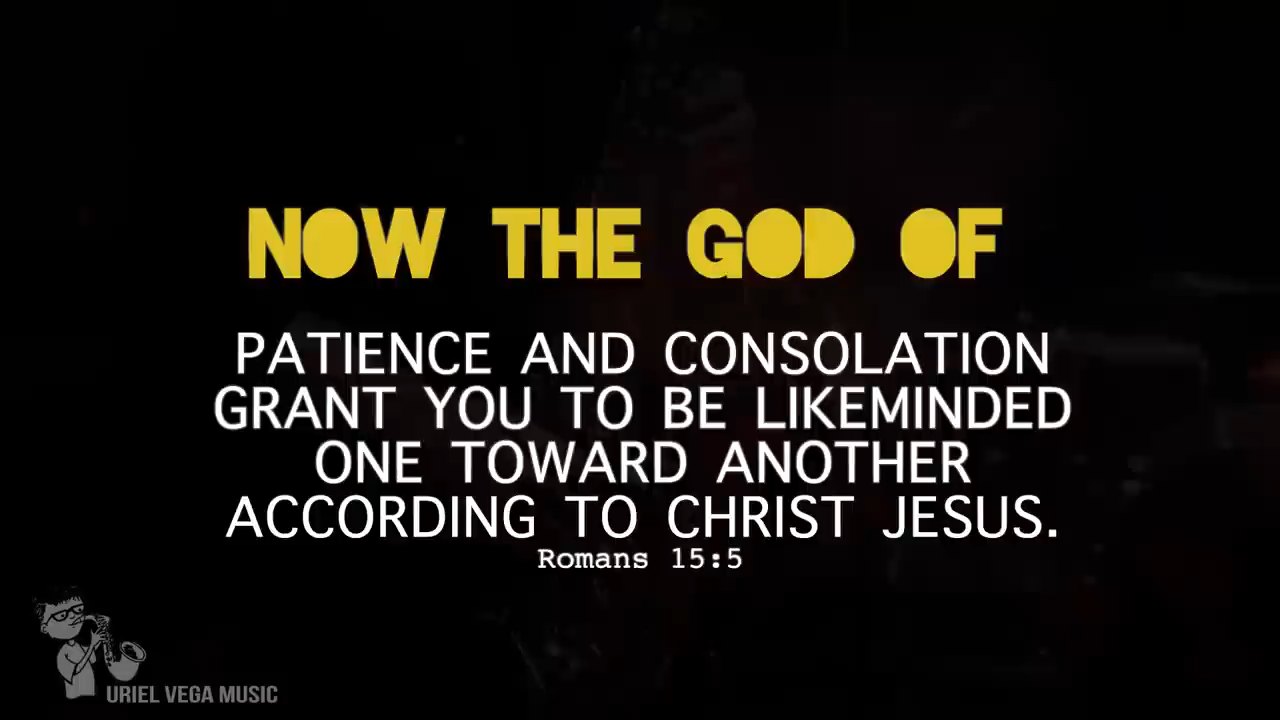 NOW THE GOD OF
PATIENCE AND CONSOLATION
GRANT YOU TO BE LIKEMINDED
ONE TOWARD ANOTHER
ACCORDING TO CHRIST JESUS.
Romans 15:5
URIEL VEGA MUSIC